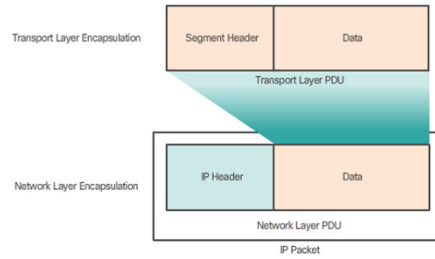 Transport Layer Encapsulation
Segment Header
Data
Transport Layer PDU
Network Layer Encapsulation
IP Header
Data
Network Layer PDU
IP Packet